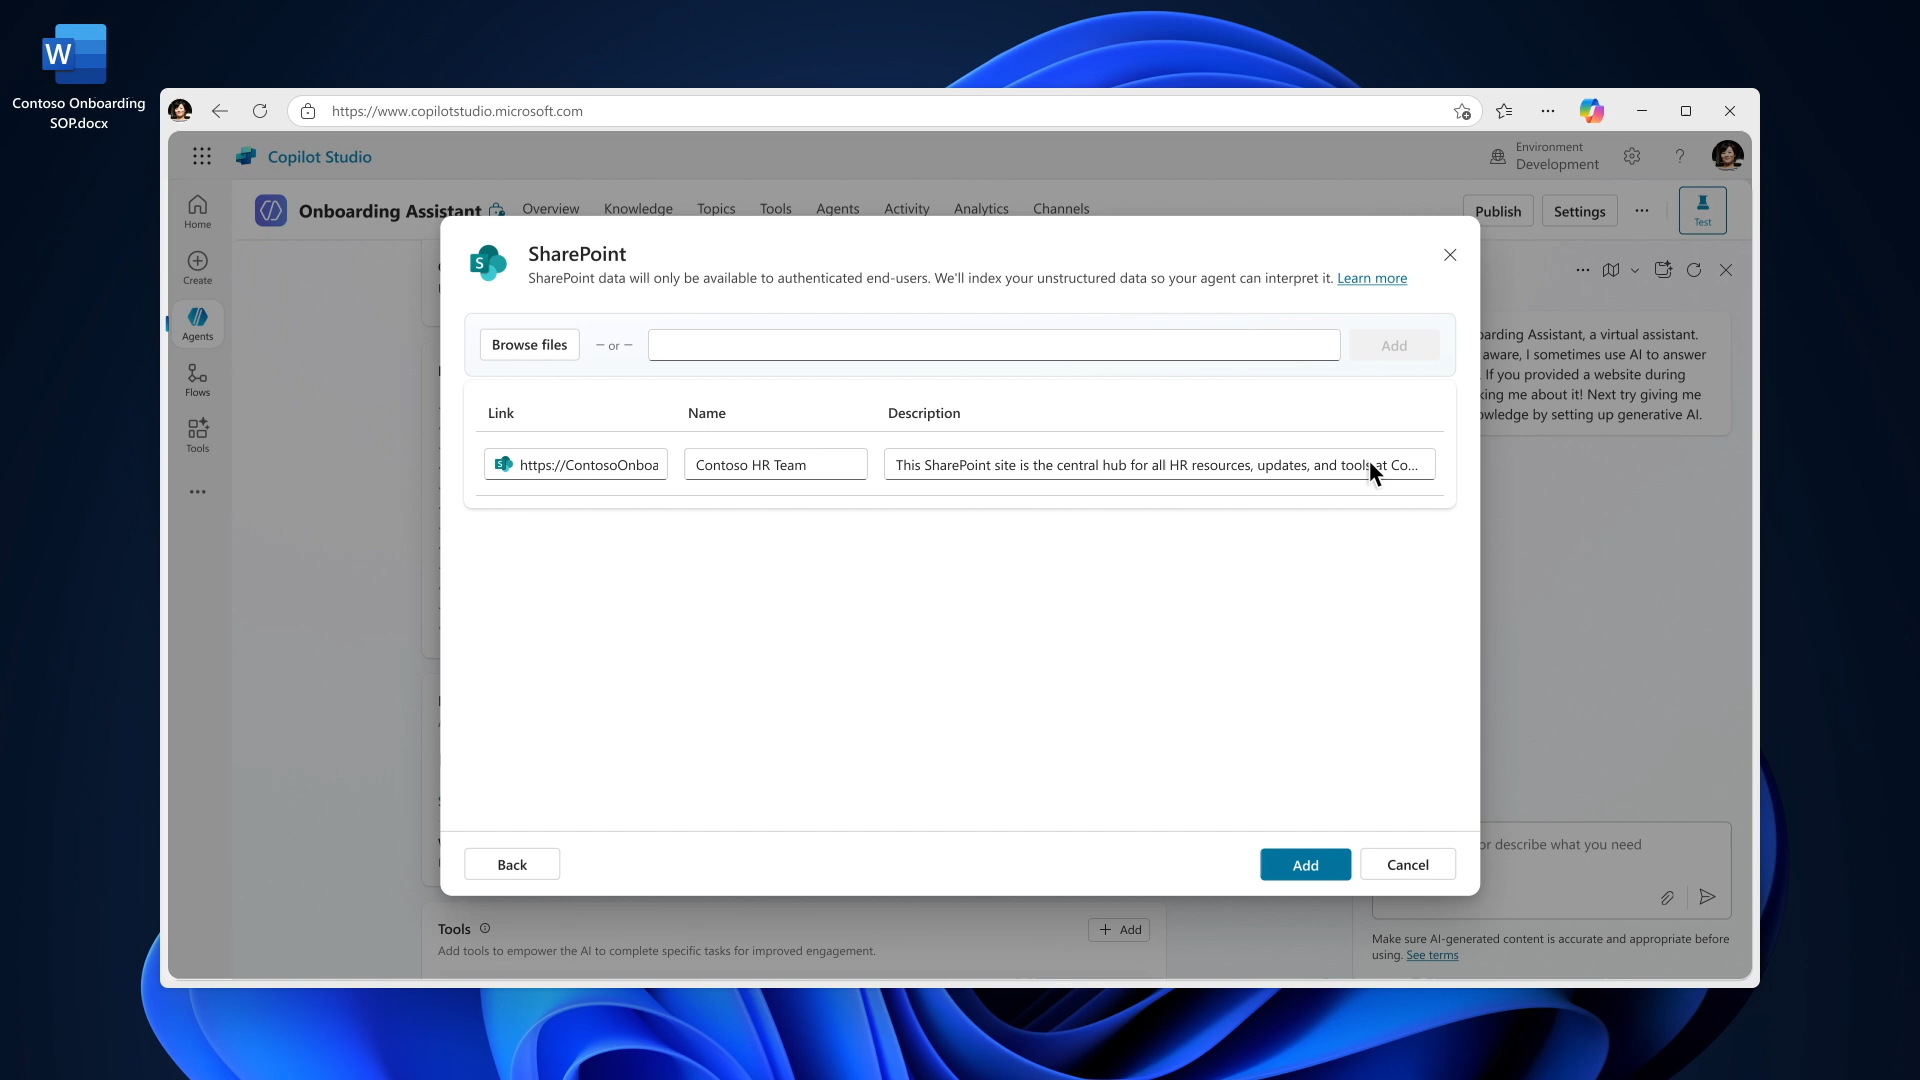 W
Contoso Onboarding
SOP.docx
https://www.copilotstudio.microsoft.com
Copilot Studio
Environment
Development
?
Home
Create
Agents
Flows
Tools
Onboarding Assistant
Overview
Knowledge
Topics
Tools
Agents
Activity
Analytics
Channels
Publish
Settings
Test
SharePoint
SharePoint data will only be available to authenticated end-users. We'll index your unstructured data so your agent can interpret it. Learn more
Browse files
or
Add
Link
Name
Description
https://ContosoOnboa
Contoso HR Team
This SharePoint site is the central hub for all HR resources, updates, and tools at Co...
Back
Add
Cancel
arding Assistant, a virtual assistant.
aware, I sometimes use AI to answer
. If you provided a website during
king me about it! Next try giving me
wledge by setting up generative AI.
or describe what you need
Make sure AI-generated content is accurate and appropriate before
using. See terms
Tools
+ Add
Add tools to empower the AI to complete specific tasks for improved engagement.